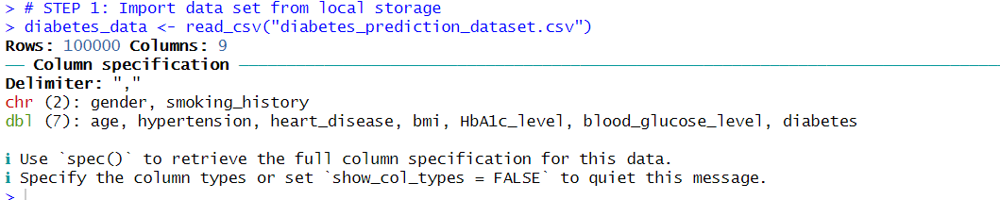 > # STEP 1: Import data set from local storage
> diabetes_data <- read_csv("diabetes_prediction_dataset.csv")
Rows: 100000 Columns: 9
── Column specification ──────────────────────────────────────────
Delimiter: ","
chr (2): gender, smoking_history
dbl (7): age, hypertension, heart_disease, bmi, HbA1c_level, blood_glucose_level, diabetes

ℹ Use `spec()` to retrieve the full column specification for this data.
ℹ Specify the column types or set `show_col_types = FALSE` to quiet this message.
>